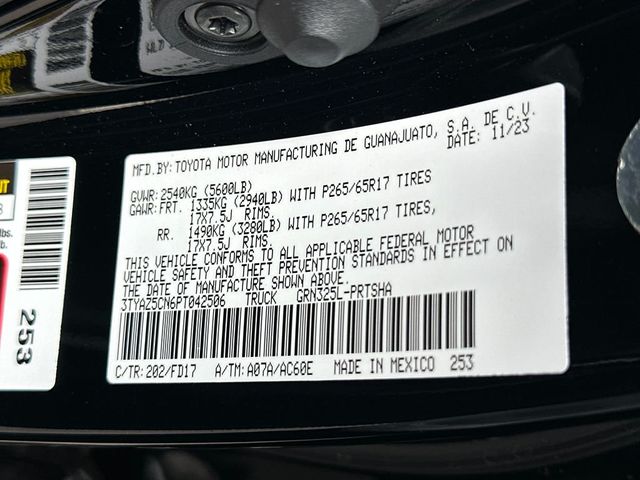 MFD. BY: TOYOTA MOTOR MANUFACTURING DE GUANAJUATO, S.A. DE C.V.
DATE: 11/23
GVWR: 2540KG (5600LB)
GAWR: FRT. 1335KG (2940LB) WITH P265/65R17 TIRES
17X7.5J RIMS.
RR. 1490KG (3280LB) WITH P265/65R17 TIRES,
17X7.5J RIMS.
THIS VEHICLE CONFORMS TO ALL APPLICABLE FEDERAL MOTOR
VEHICLE SAFETY AND THEFT PREVENTION STANDARDS IN EFFECT ON
THE DATE OF MANUFACTURE SHOWN ABOVE.
3TYAZ5CN6PT042506 TRUCK GRN325L-PRTSHA
C/TR: 202/FD17 A/TM: A07A/AC60E MADE IN MEXICO 253
253